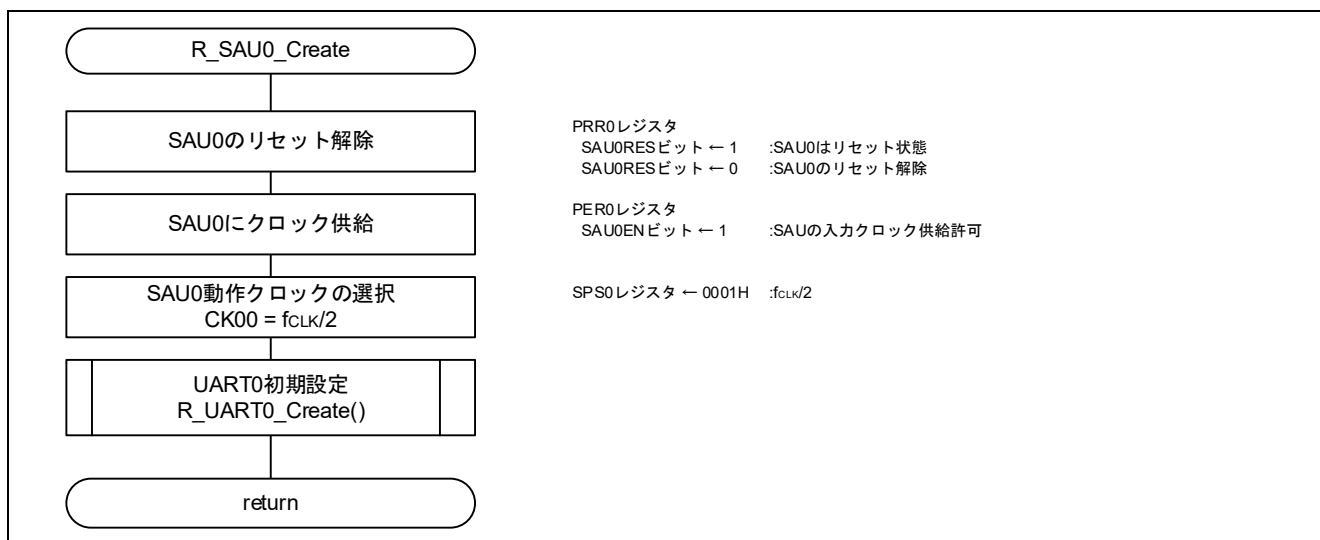 R_SAU0_Create
SAU0のリセット解除
PRR0レジスタ
SAU0RESビット ← 1 :SAU0はリセット状態
SAU0RESビット ← 0 :SAU0のリセット解除
SAU0にクロック供給
PER0レジスタ
SAU0ENビット ← 1 :SAUの入力クロック供給許可
SAU0動作クロックの選択
CK00 = fCLK/2
SPS0レジスタ ← 0001H :fCLK/2
UART0初期設定
R_UART0_Create()
return